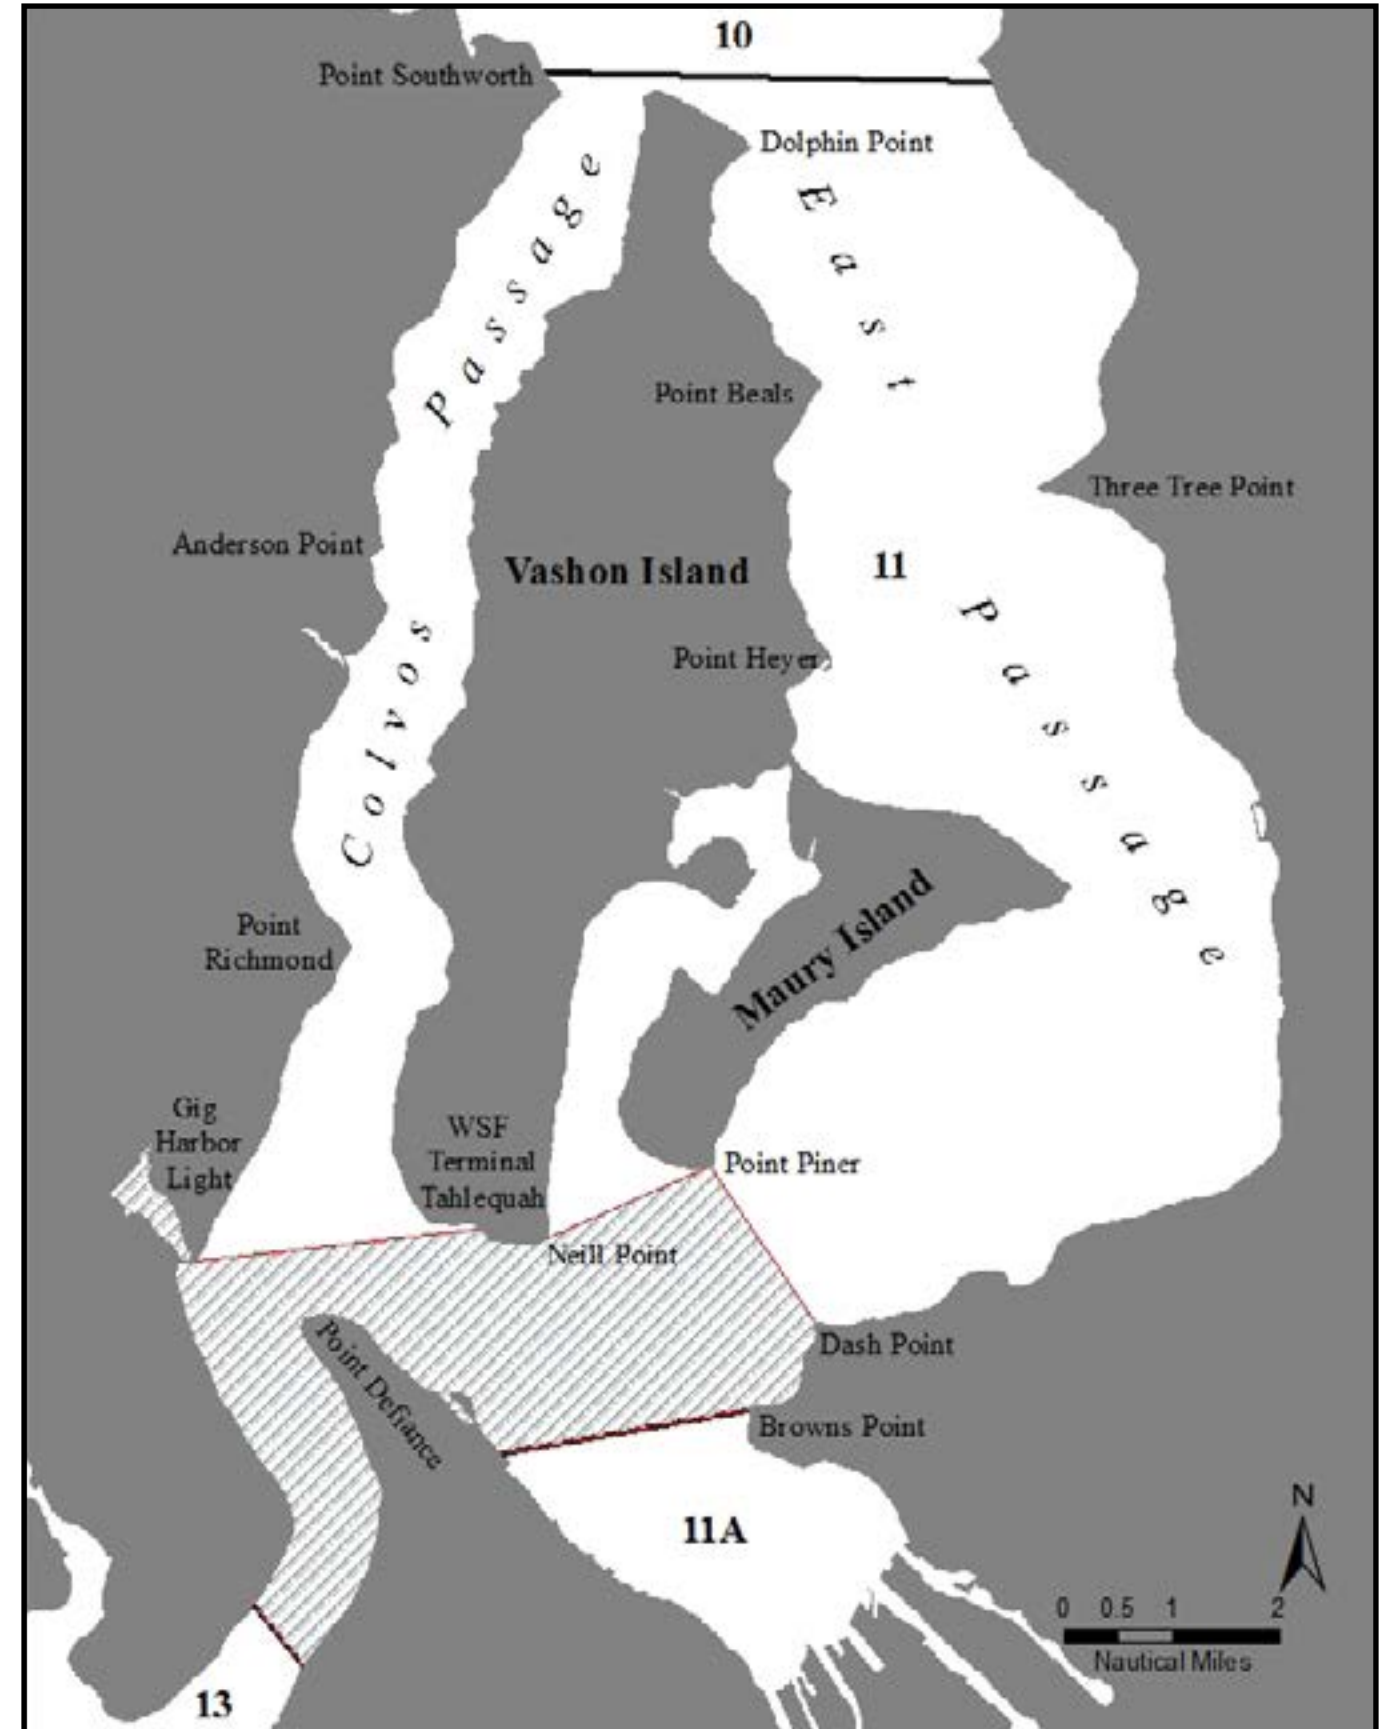 10
Point Southworth
Dolphin Point
East
Passage
Point Beals
Three Tree Point
Anderson Point
Vashon Island
11
Passage
Point Heyer
Colvos
Maury Island
Point
Richmond
Gig
Harbor
Light
WSF
Terminal
Tahlequah
Point Piner
Neill Point
Point Defiance
Dash Point
Browns Point
11A
N
0 0.5 1 2
Nautical Miles
13